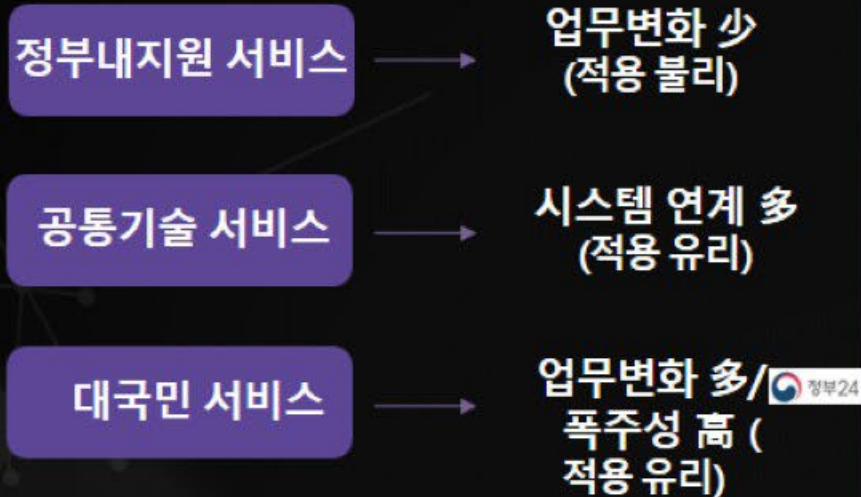 정부내지원 서비스
업무변화 少
(적용 불리)
공통기술 서비스
시스템 연계 多
(적용 유리)
대국민 서비스
업무변화 多/ 정부24
폭주성 高 (
적용 유리)